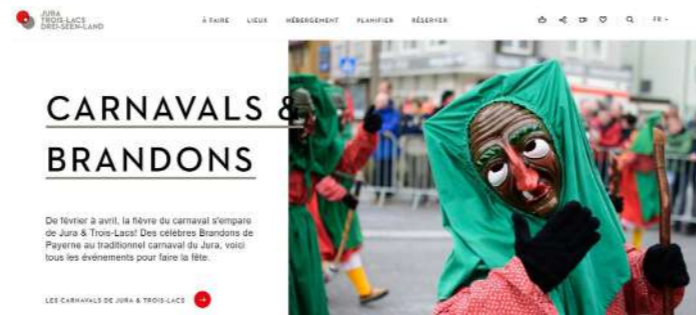 JURA
TROIS-LACS
DREI-SEEN-LAND
À FAIRE LIEUX HÉBERGEMENT PLANIFIER RÉSERVER
FR
CARNAVALS &
BRANDONS
De février à avril, la fièvre du carnaval s'empare
de Jura & Trois-Lacs! Des célèbres Brandons de
Payerne au traditionnel carnaval du Jura, voici
tous les événements pour faire la fête.
LES CARNAVALS DE JURA & TROIS-LACS